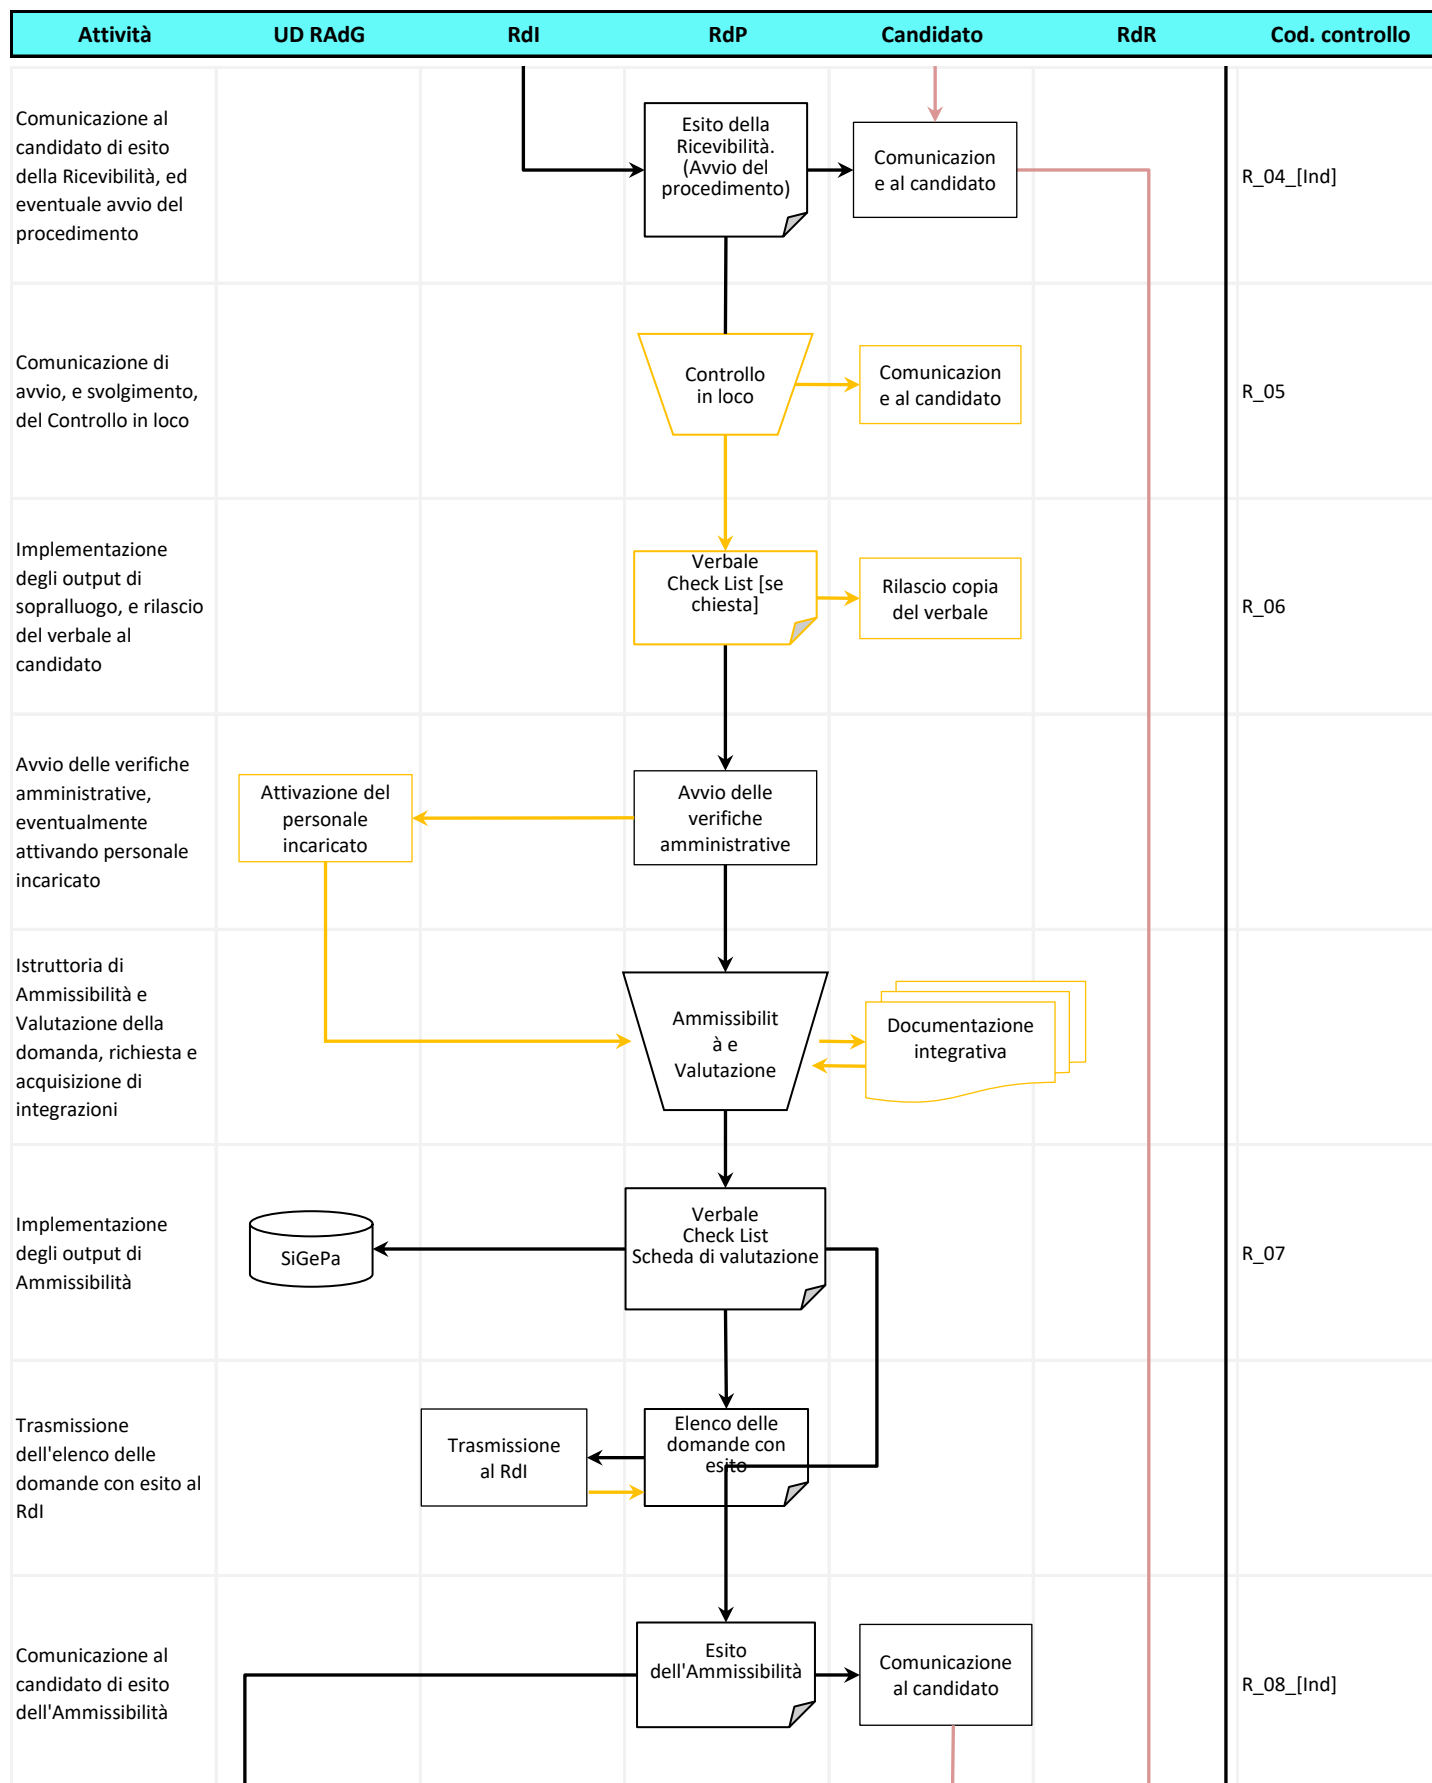 Attività UD RAdG RdI RdP Candidato RdR Cod. controllo
Comunicazione al
candidato di esito
della Ricevibilità, ed
eventuale avvio del
procedimento
Esito della
Ricevibilità.
(Avvio del
procedimento)
Comunicazion
e al candidato
R_04_[Ind]
Comunicazione di
avvio, e svolgimento,
del Controllo in loco
Controllo
in loco
Comunicazion
e al candidato
R_05
Implementazione
degli output di
sopralluogo, e rilascio
del verbale al
candidato
Verbale
Check List [se
chiesta]
Rilascio copia
del verbale
R_06
Avvio delle verifiche
amministrative,
eventualmente
attivando personale
incaricato
Attivazione del
personale
incaricato
Avvio delle
verifiche
amministrative
Istruttoria di
Ammissibilità e
Valutazione della
domanda, richiesta e
acquisizione di
integrazioni
Ammissibilit
à e
Valutazione
Documentazione
integrativa
Implementazione
degli output di
Ammissibilità
SiGePa
Verbale
Check List
Scheda di valutazione
R_07
Trasmissione
dell'elenco delle
domande con esito al
RdI
Trasmissione
al RdI
Elenco delle
domande con
esito
Comunicazione al
candidato di esito
dell'Ammissibilità
Esito
dell'Ammissibilità
Comunicazione
al candidato
R_08_[Ind]